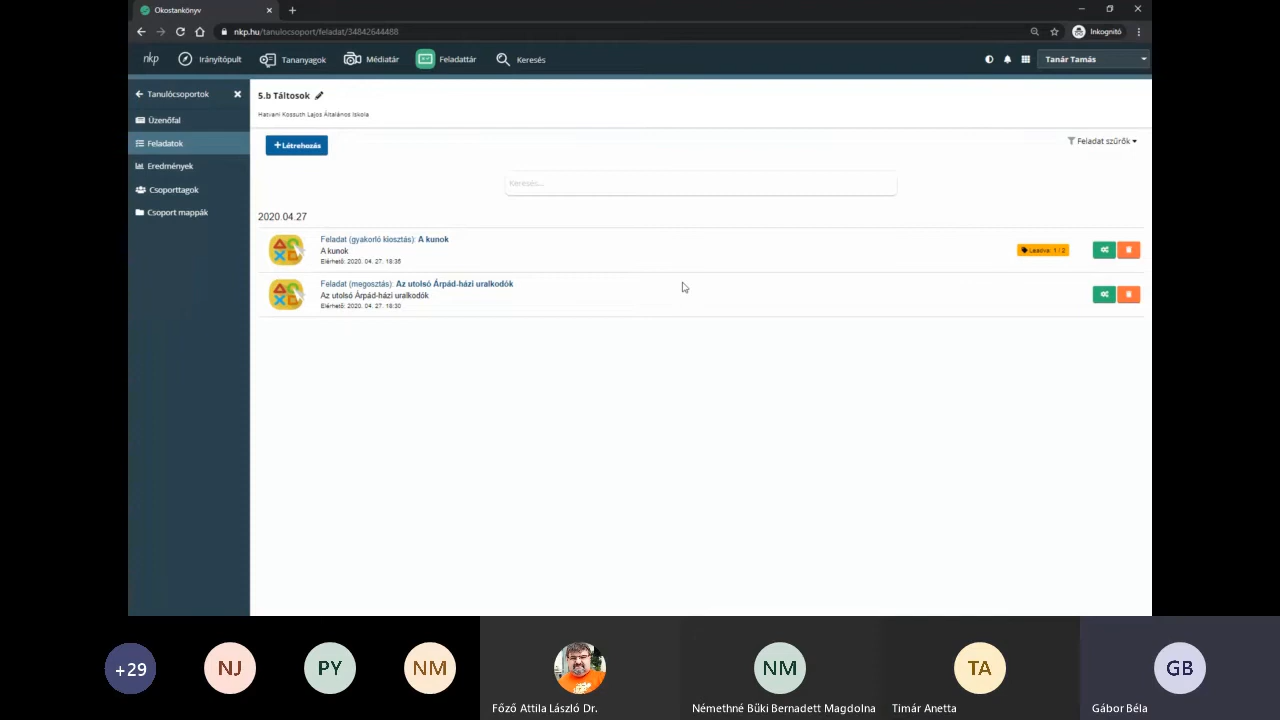 Okostankönyv
nkp.hu/tanulocsoport/feladat/34842644488
Inkognitó
nkp
Irányítópult
Tananyagok
Médiatár
Feladattár
Keresés
Tanár Tamás
Tanulócsoportok
5.b Táltosok
Hatvani Kossuth Lajos Általános Iskola
Üzenőfal
Feladatok
Eredmények
Csoporttagok
Csoport mappák
Létrehozás
Feladat szűrők
Keresés...
2020.04.27
Feladat (gyakorló kiosztás): A kunok
A kunok
Elérhető: 2020. 04. 27. 18:35
Leadva: 1 / 2
Feladat (megosztás): Az utolsó Árpád-házi uralkodók
Az utolsó Árpád-házi uralkodók
Elérhető: 2020. 04. 27. 18:30
+29
NJ
PY
NM
NM
TA
GB
Főző Attila László Dr.
Némethné Büki Bernadett Magdolna
Timár Anetta
Gábor Béla